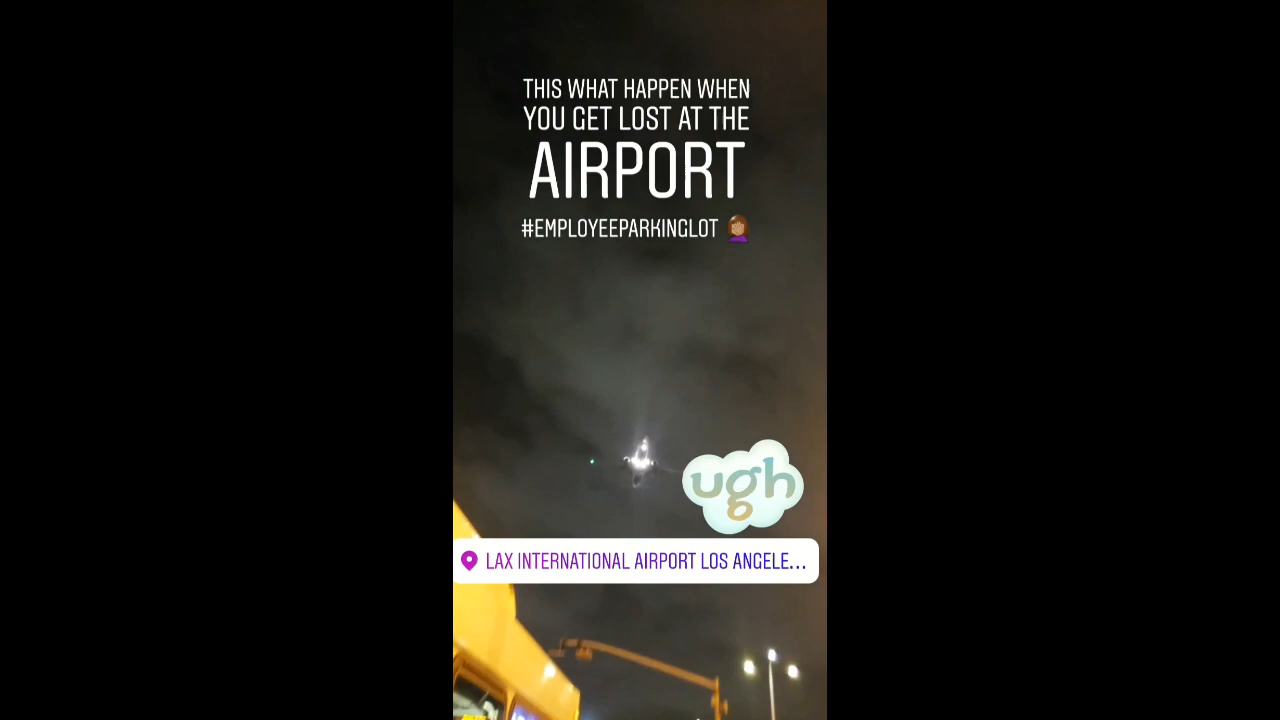 THIS WHAT HAPPEN WHEN
YOU GET LOST AT THE
AIRPORT
#EMPLOYEEPARKINGLOT
ugh
LAX INTERNATIONAL AIRPORT LOS ANGELE...